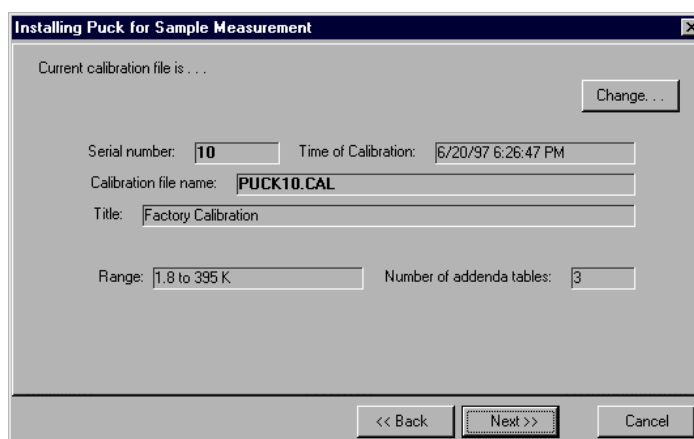 Installing Puck for Sample Measurement
Current calibration file is . . .
Change. . .
Serial number: 10 Time of Calibration: 6/20/97 6:26:47 PM
Calibration file name: PUCK10.CAL
Title: Factory Calibration
Range: 1.8 to 395 K Number of addenda tables: 3
<< Back Next >> Cancel